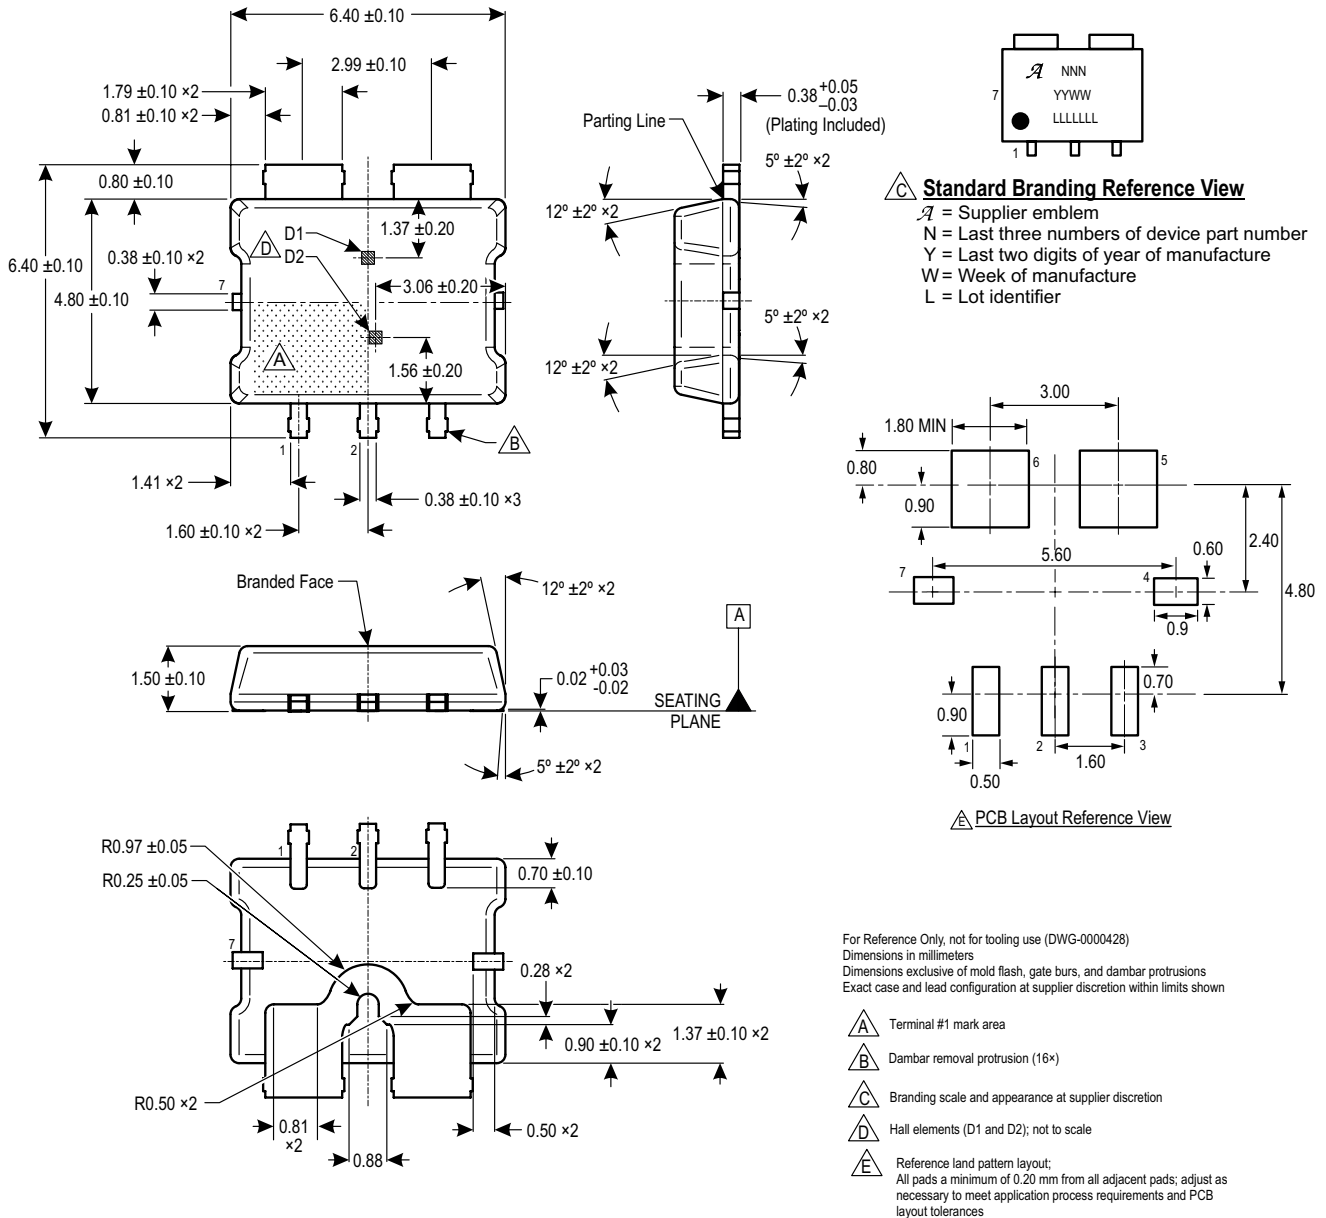 6.40 ±0.10
2.99 ±0.10
1.79 ±0.10 ×2
0.81 ±0.10 ×2
0.80 ±0.10
6.40 ±0.10
4.80 ±0.10
0.38 ±0.10 ×2
7
D1
D
D2
1.37 ±0.20
3.06 ±0.20
A
1.56 ±0.20
1
2
B
1.41 ×2
0.38 ±0.10 ×3
1.60 ±0.10 ×2
Parting Line
0.38 +0.05
–0.03
(Plating Included)
5º ±2º ×2
12º ±2º ×2
5º ±2º ×2
12º ±2º ×2
A NNN
7
YYWW
LLLLLLL
1
C Standard Branding Reference View
A = Supplier emblem
N = Last three numbers of device part number
Y = Last two digits of year of manufacture
W = Week of manufacture
L = Lot identifier
3.00
1.80 MIN
0.80
0.90
6
5
2.40
4.80
5.60
0.60
7
4
0.9
0.70
0.90
1
2
3
1.60
0.50
E PCB Layout Reference View
Branded Face
12º ±2º ×2
A
1.50 ±0.10
0.02 +0.03
-0.02
SEATING
PLANE
5º ±2º ×2
R0.97 ±0.05
R0.25 ±0.05
1
2
0.70 ±0.10
7
0.28 ×2
1.37 ±0.10 ×2
0.90 ±0.10 ×2
R0.50 ×2
0.81
×2
0.88
0.50 ×2
For Reference Only, not for tooling use (DWG-0000428)
Dimensions in millimeters
Dimensions exclusive of mold flash, gate burs, and dambar protrusions
Exact case and lead configuration at supplier discretion within limits shown
A Terminal #1 mark area
B Dambar removal protrusion (16×)
C Branding scale and appearance at supplier discretion
D Hall elements (D1 and D2); not to scale
E Reference land pattern layout;
All pads a minimum of 0.20 mm from all adjacent pads; adjust as
necessary to meet application process requirements and PCB
layout tolerances